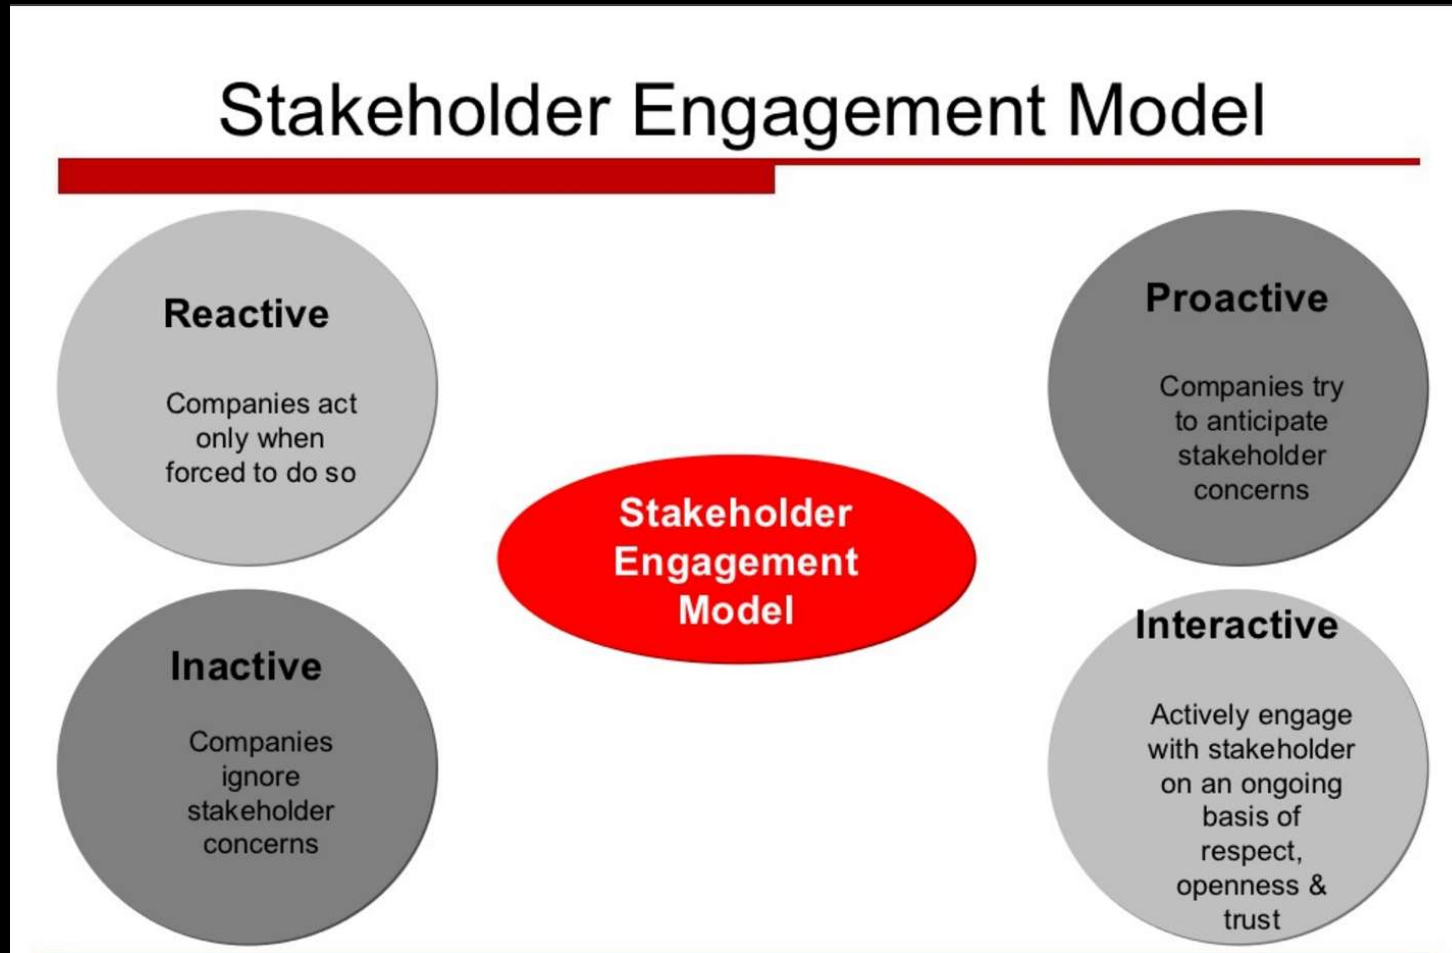 Stakeholder Engagement Model
Reactive
Companies act
only when
forced to do so
Proactive
Companies try
to anticipate
stakeholder
concerns
Stakeholder
Engagement
Model
Inactive
Companies
ignore
stakeholder
concerns
Interactive
Actively engage
with stakeholder
on an ongoing
basis of
respect,
openness &
trust